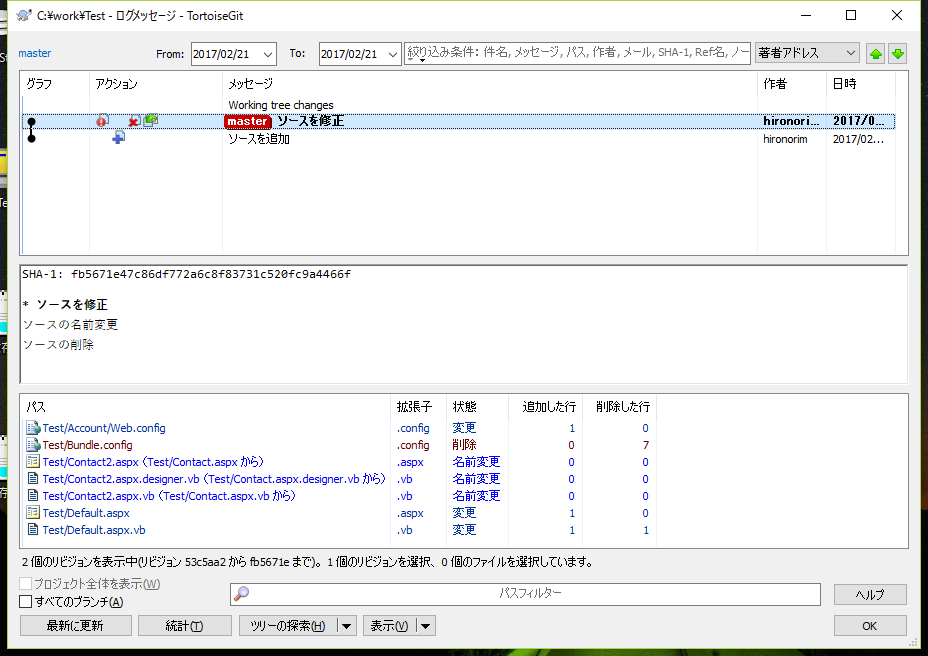 C:¥work¥Test - ログメッセージ - TortoiseGit
master From: 2017/02/21 To: 2017/02/21 絞り込み条件: 件名, メッセージ, パス, 作者, メール, SHA-1, Ref名, ノー 著者アドレス
グラフ アクション メッセージ 作者 日時
Working tree changes
master ソースを修正 hironori... 2017/0...
ソースを追加 hironorim 2017/02...
SHA-1: fb5671e47c86df772a6c8f83731c520fc9a4466f
* ソースを修正
ソースの名前変更
ソースの削除
パス 拡張子 状態 追加した行 削除した行
Test/Account/Web.config .config 変更 1 0
Test/Bundle.config .config 削除 0 7
Test/Contact2.aspx (Test/Contact.aspx から) .aspx 名前変更 0 0
Test/Contact2.aspx.designer.vb (Test/Contact.aspx.designer.vb から) .vb 名前変更 0 0
Test/Contact2.aspx.vb (Test/Contact.aspx.vb から) .vb 名前変更 0 0
Test/Default.aspx .aspx 変更 1 0
Test/Default.aspx.vb .vb 変更 1 1
2 個のリビジョンを表示中(リビジョン 53c5aa2 から fb5671e まで)。1 個のリビジョンを選択、0 個のファイルを選択しています。
プロジェクト全体を表示(W)
すべてのブランチ(A) パスフィルター ヘルプ
最新に更新 統計(T) ツリーの探索(H) 表示(V) OK